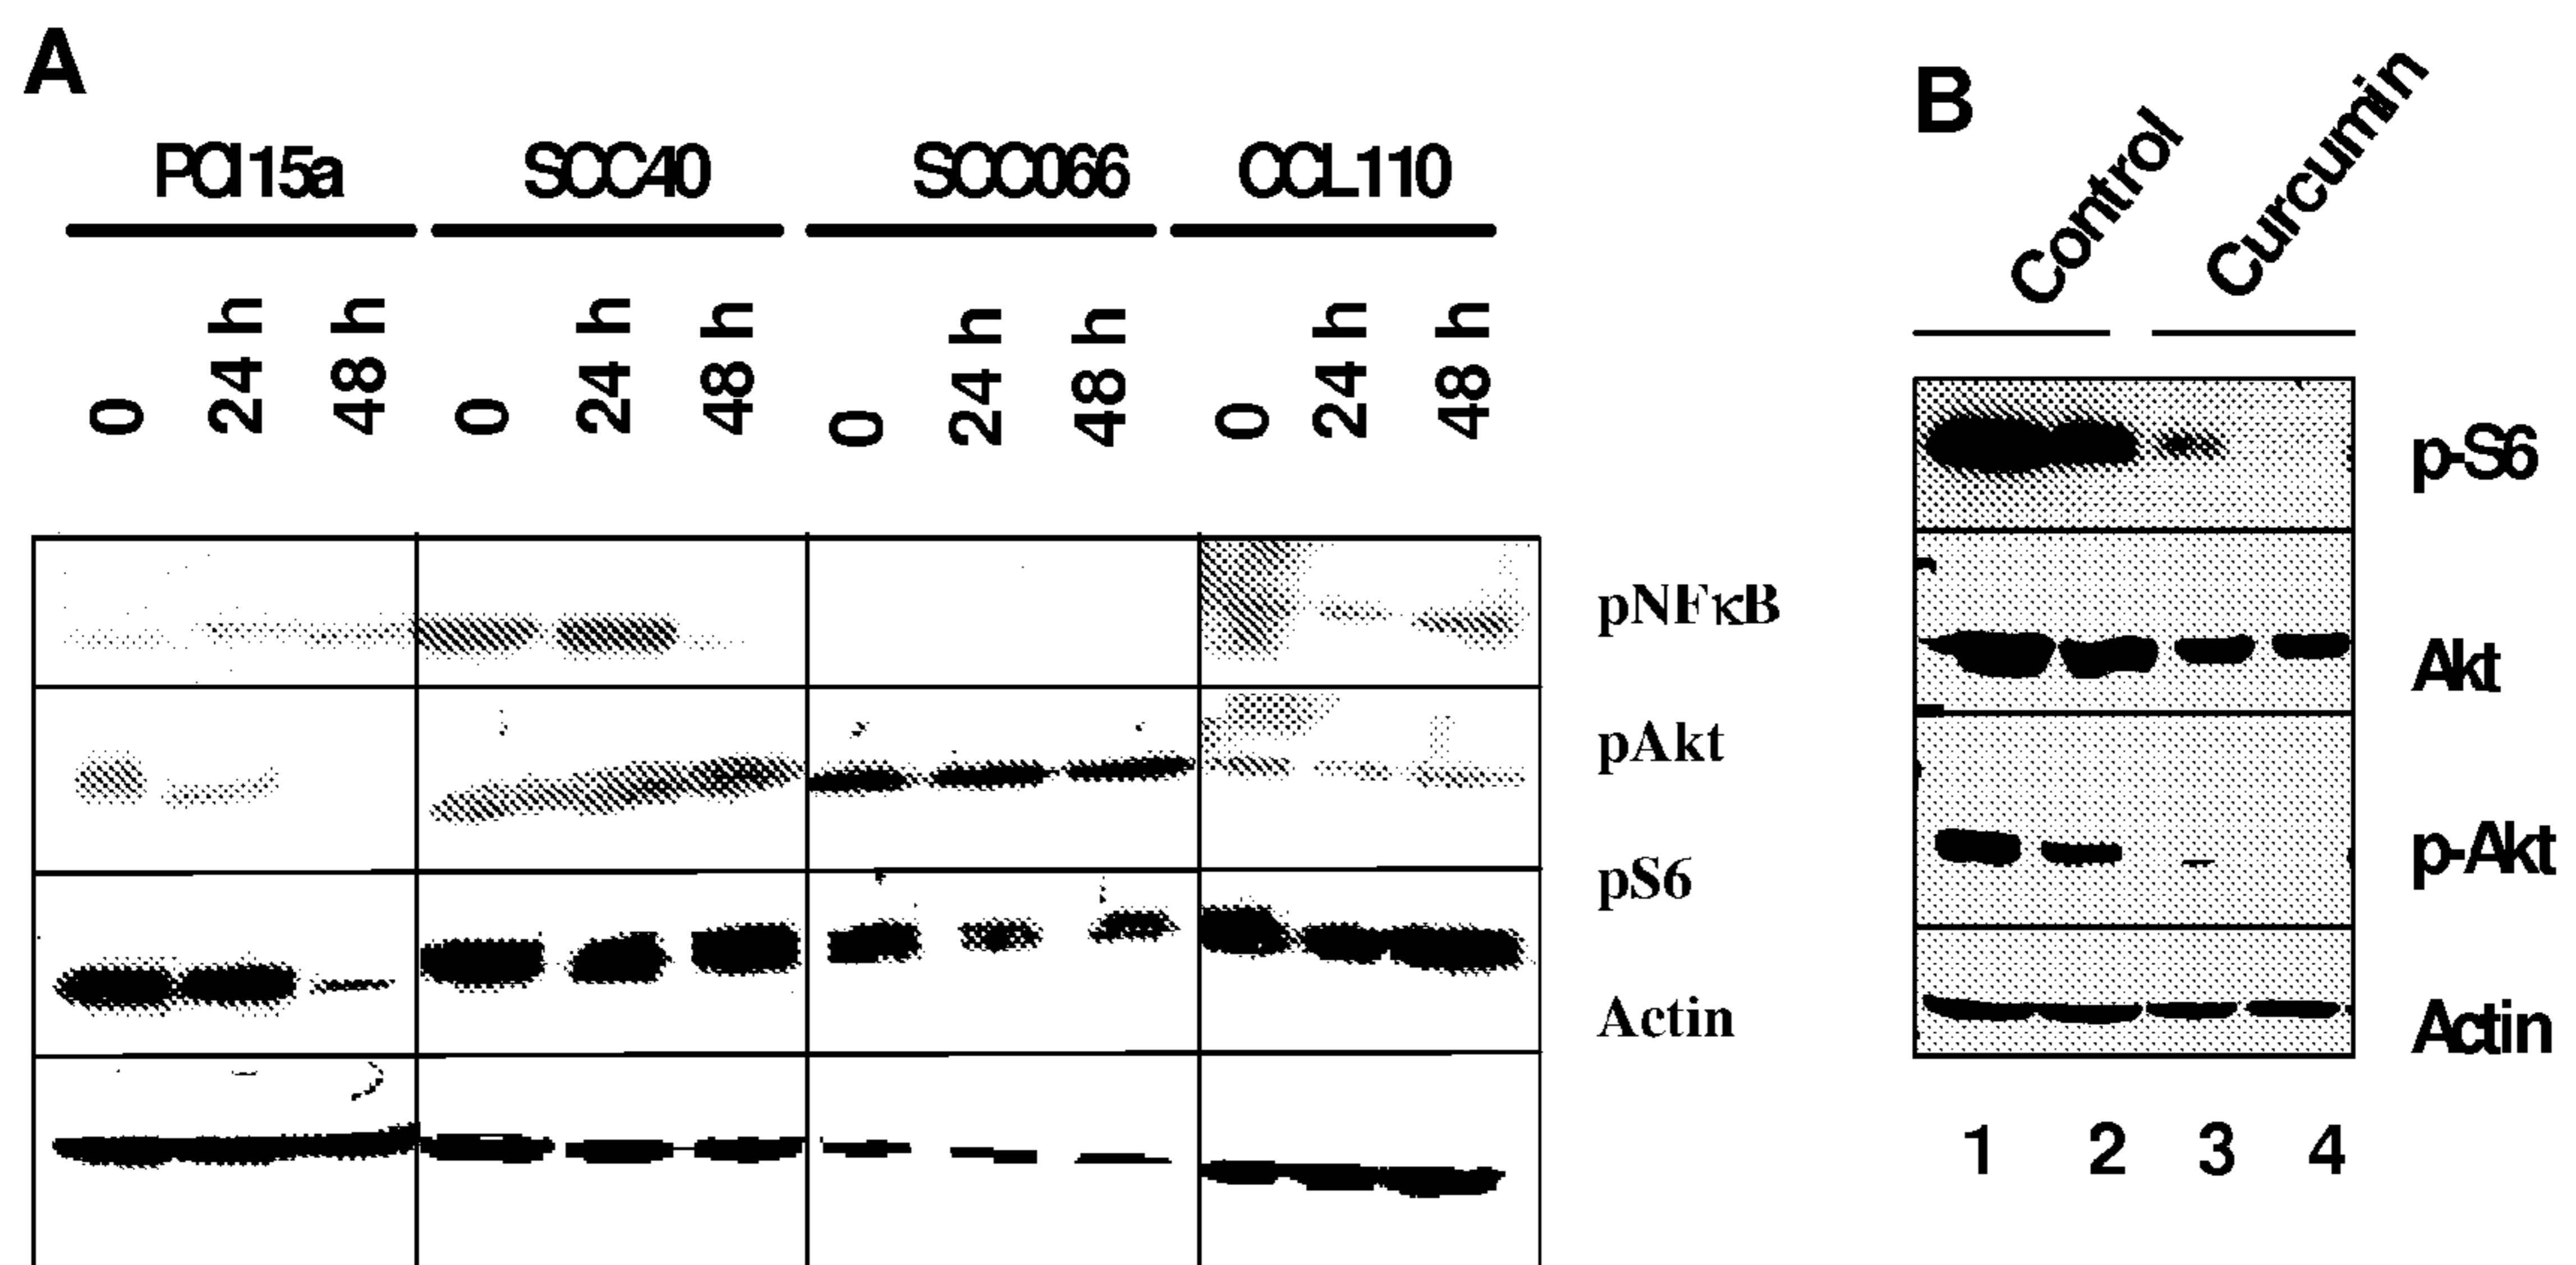 A
PCI15a SCC40 SCC066 CCL110
0 24 h 48 h 0 24 h 48 h 0 24 h 48 h 0 24 h 48 h
pNFκB
pAkt
pS6
Actin
B
Control Curcumin
p-S6
Akt
p-Akt
Actin
1 2 3 4